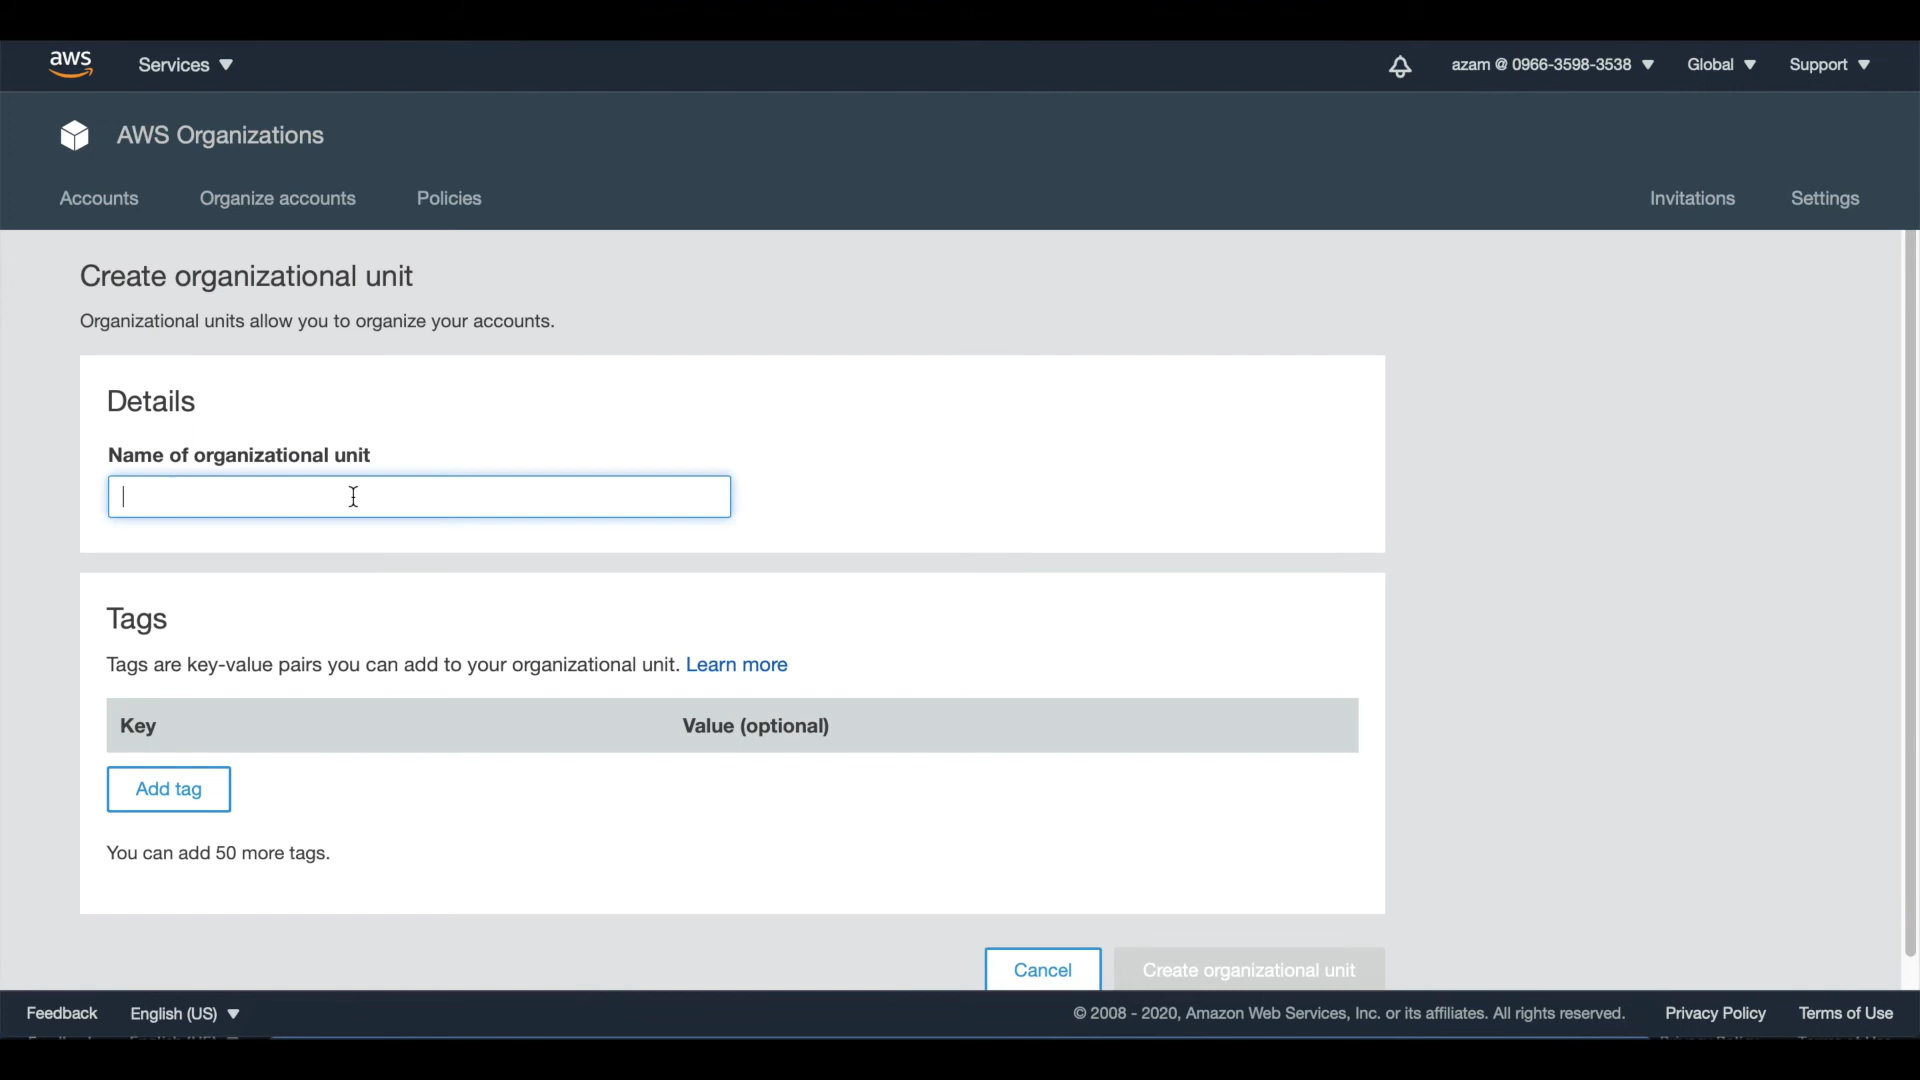 aws Services azam @ 0966-3598-3538 Global Support
AWS Organizations
Accounts Organize accounts Policies Invitations Settings
Create organizational unit
Organizational units allow you to organize your accounts.
Details
Name of organizational unit
Tags
Tags are key-value pairs you can add to your organizational unit. Learn more
Key Value (optional)
Add tag
You can add 50 more tags.
Cancel Create organizational unit
Feedback English (US) © 2008 - 2020, Amazon Web Services, Inc. or its affiliates. All rights reserved. Privacy Policy Terms of Use